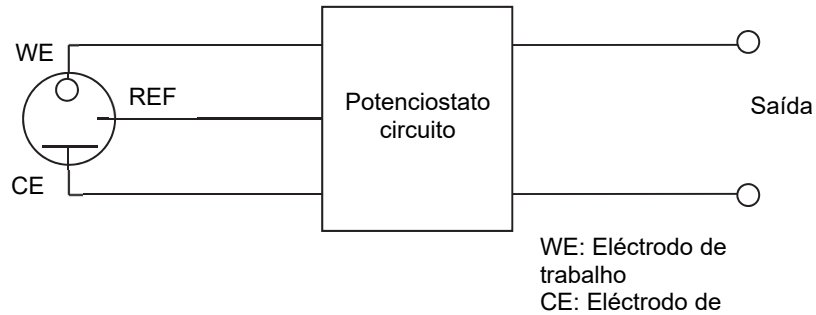 WE
REF
CE
Potenciostato
circuito
Saída
WE: Eléctrodo de
trabalho
CE: Eléctrodo de